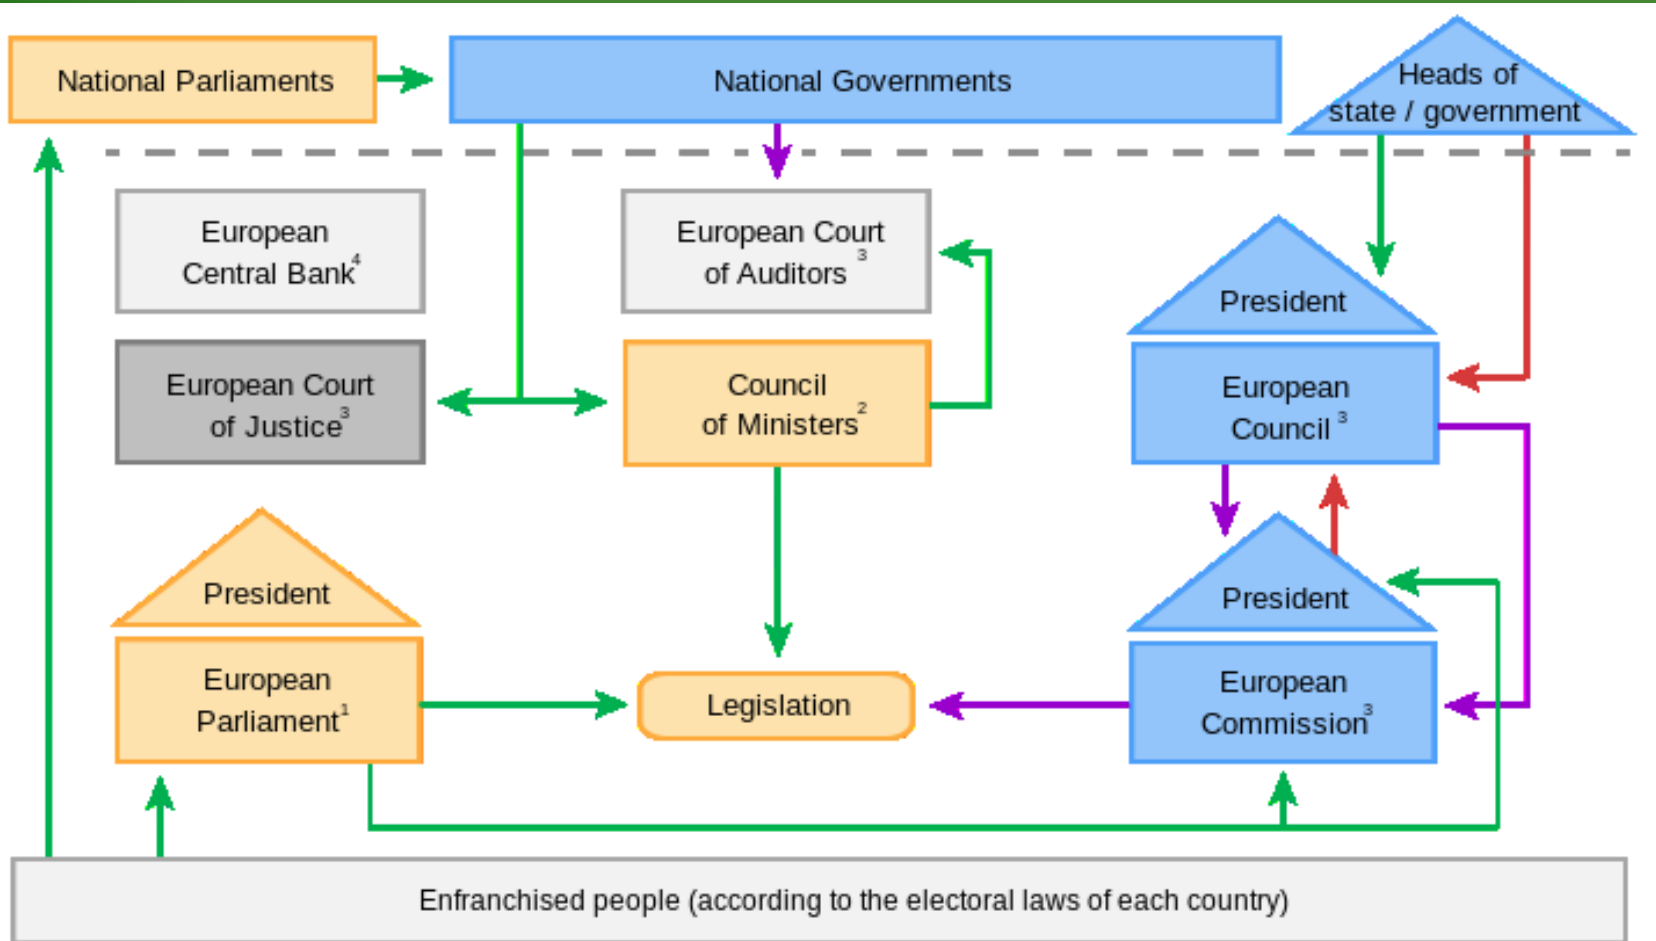 National Parliaments
National Governments
Heads of
state / government
European
Central Bank4
European Court
of Auditors 3
President
European Court
of Justice3
Council
of Ministers2
European
Council 3
President
President
European
Parliament1
Legislation
European
Commission3
Enfranchised people (according to the electoral laws of each country)